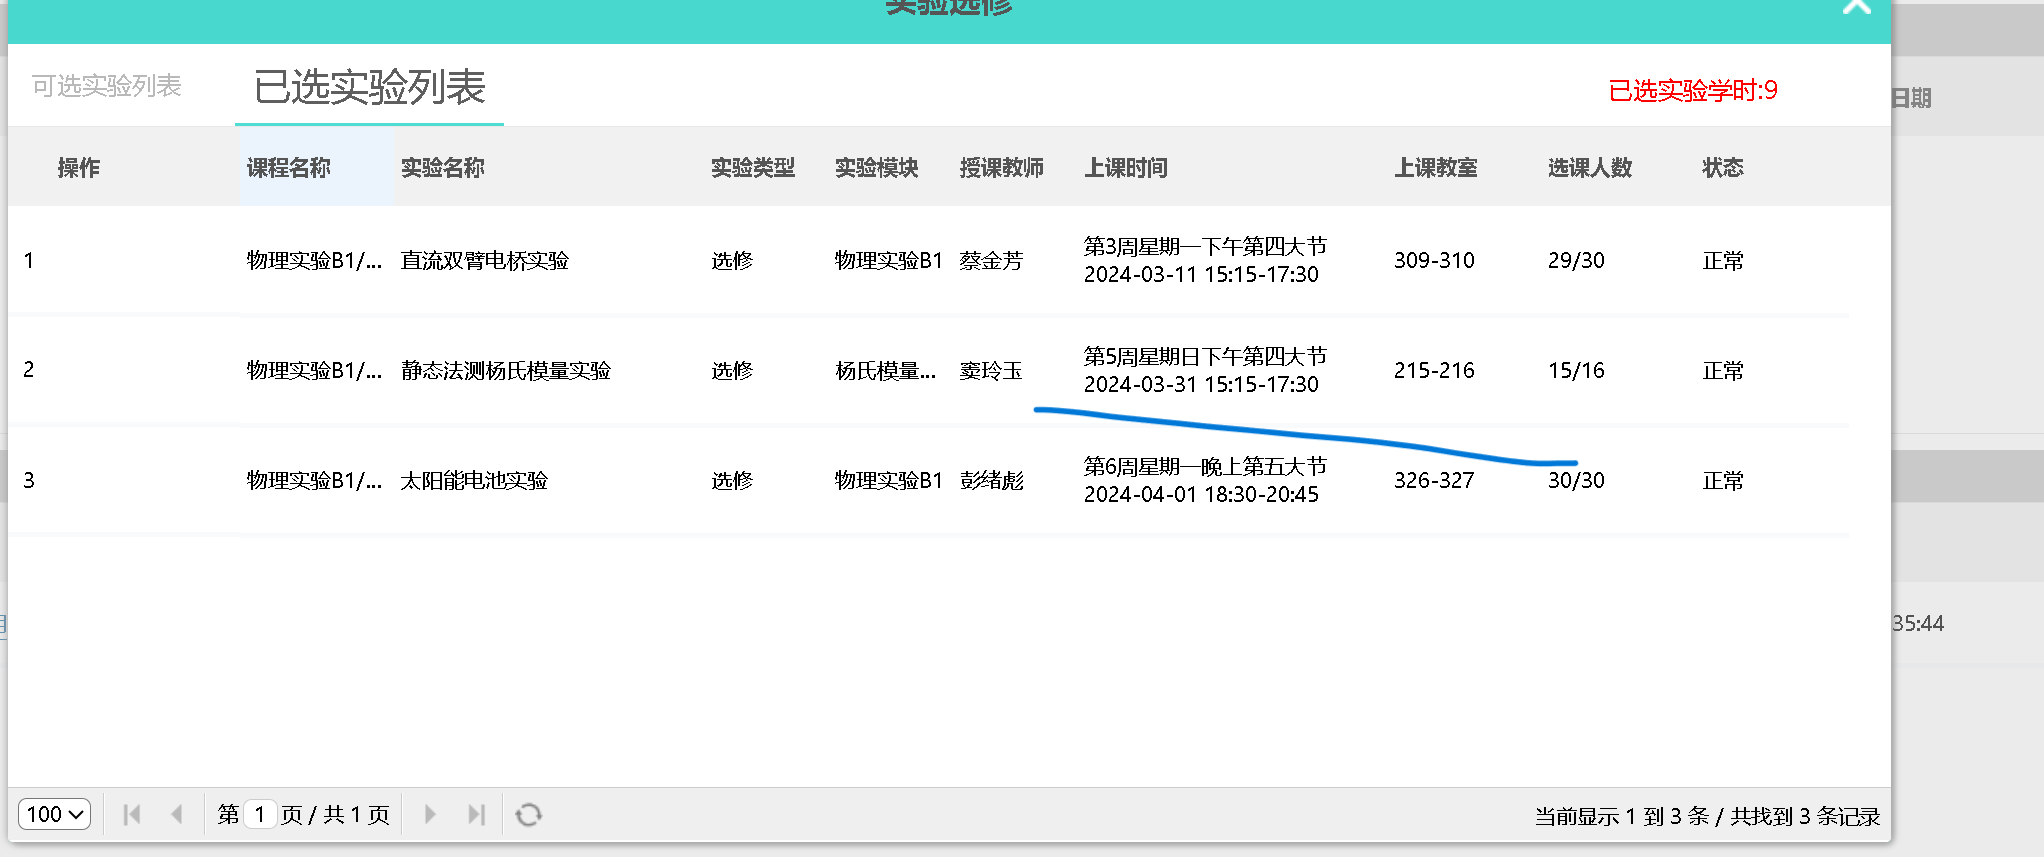 实验选修
可选实验列表 已选实验列表 已选实验学时:9
日期
操作 课程名称 实验名称 实验类型 实验模块 授课教师 上课时间 上课教室 选课人数 状态
1 物理实验B1/... 直流双臂电桥实验 选修 物理实验B1 蔡金芳 第3周星期一下午第四大节 309-310 29/30 正常
2024-03-11 15:15-17:30
2 物理实验B1/... 静态法测杨氏模量实验 选修 杨氏模量... 窦玲玉 第5周星期日下午第四大节 215-216 15/16 正常
2024-03-31 15:15-17:30
3 物理实验B1/... 太阳能电池实验 选修 物理实验B1 彭绪彪 第6周星期一晚上第五大节 326-327 30/30 正常
2024-04-01 18:30-20:45
35:44
100 第 1 页 / 共 1 页 当前显示 1 到 3 条 / 共找到 3 条记录